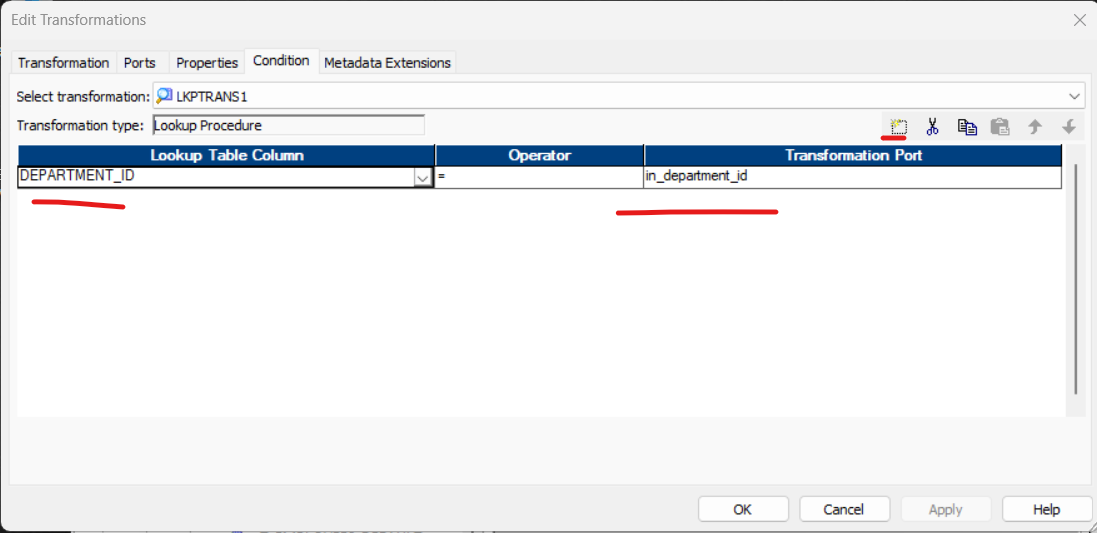 Edit Transformations
Transformation Ports Properties Condition Metadata Extensions
Select transformation: LKPTRANS1
Transformation type: Lookup Procedure
Lookup Table Column Operator Transformation Port
DEPARTMENT_ID = in_department_id
OK Cancel Apply Help